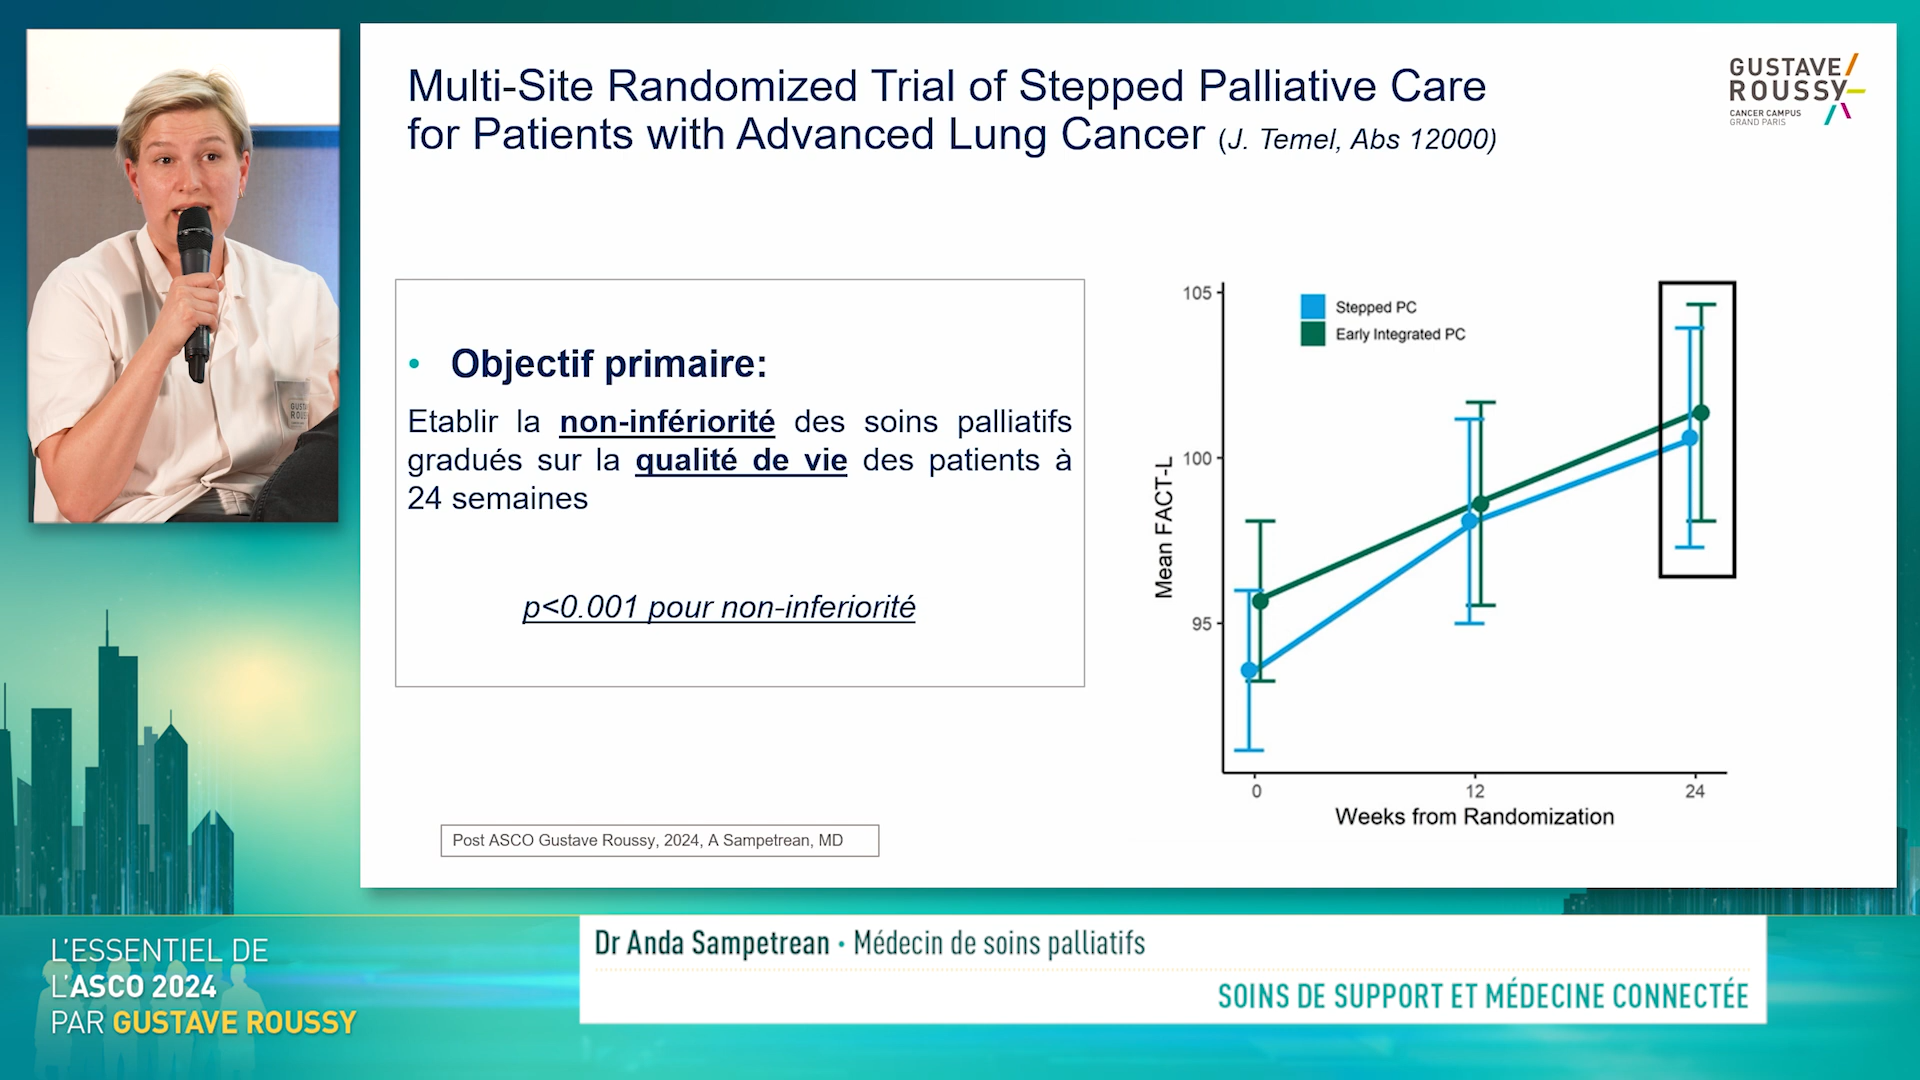 Multi-Site Randomized Trial of Stepped Palliative Care
for Patients with Advanced Lung Cancer (J. Temel, Abs 12000)
GUSTAVE/
ROUSSY
CANCER CAMPUS
GRAND PARIS
• Objectif primaire:
Etablir la non-infériorité des soins palliatifs
gradués sur la qualité de vie des patients à
24 semaines
p<0.001 pour non-inferiorité
Stepped PC
Early Integrated PC
105
100
95
Mean FACT-L
0 12 24
Weeks from Randomization
Post ASCO Gustave Roussy, 2024, A Sampetrean, MD
L'ESSENTIEL DE
L'ASCO 2024
PAR GUSTAVE ROUSSY
Dr Anda Sampetrean • Médecin de soins palliatifs
SOINS DE SUPPORT ET MÉDECINE CONNECTÉE